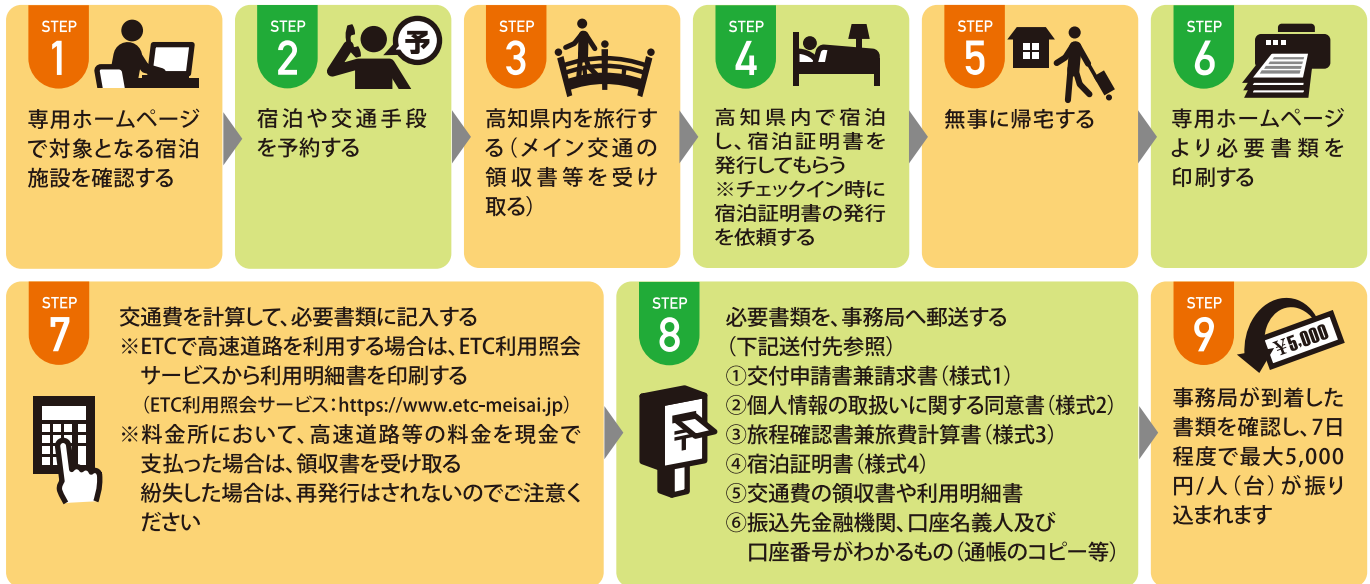 STEP
1
専用ホームページ
で対象となる宿泊
施設を確認する
STEP
2
予
宿泊や交通手段
を予約する
STEP
3
高知県内を旅行す
る（メイン交通の
領収書等を受け
取る）
STEP
4
高知県内で宿泊
し、宿泊証明書を
発行してもらう
※チェックイン時に
宿泊証明書の発行
を依頼する
STEP
5
無事に帰宅する
STEP
6
専用ホームページ
より必要書類を
印刷する
STEP
7
交通費を計算して、必要書類に記入する
※ETCで高速道路を利用する場合は、ETC利用照会
サービスから利用明細書を印刷する
（ETC利用照会サービス：https://www.etc-meisai.jp）
※料金所において、高速道路等の料金を現金で
支払った場合は、領収書を受け取る
紛失した場合は、再発行はされないのでご注意く
ださい
STEP
8
必要書類を、事務局へ郵送する
（下記送付先参照）
①交付申請書兼請求書（様式1）
②個人情報の取扱いに関する同意書（様式2）
③旅程確認書兼旅費計算書（様式3）
④宿泊証明書（様式4）
⑤交通費の領収書や利用明細書
⑥振込先金融機関、口座名義人及び
口座番号がわかるもの（通帳のコピー等）
STEP
9
¥5,000
事務局が到着した
書類を確認し、7日
程度で最大5,000
円/人（台）が振り
込まれます